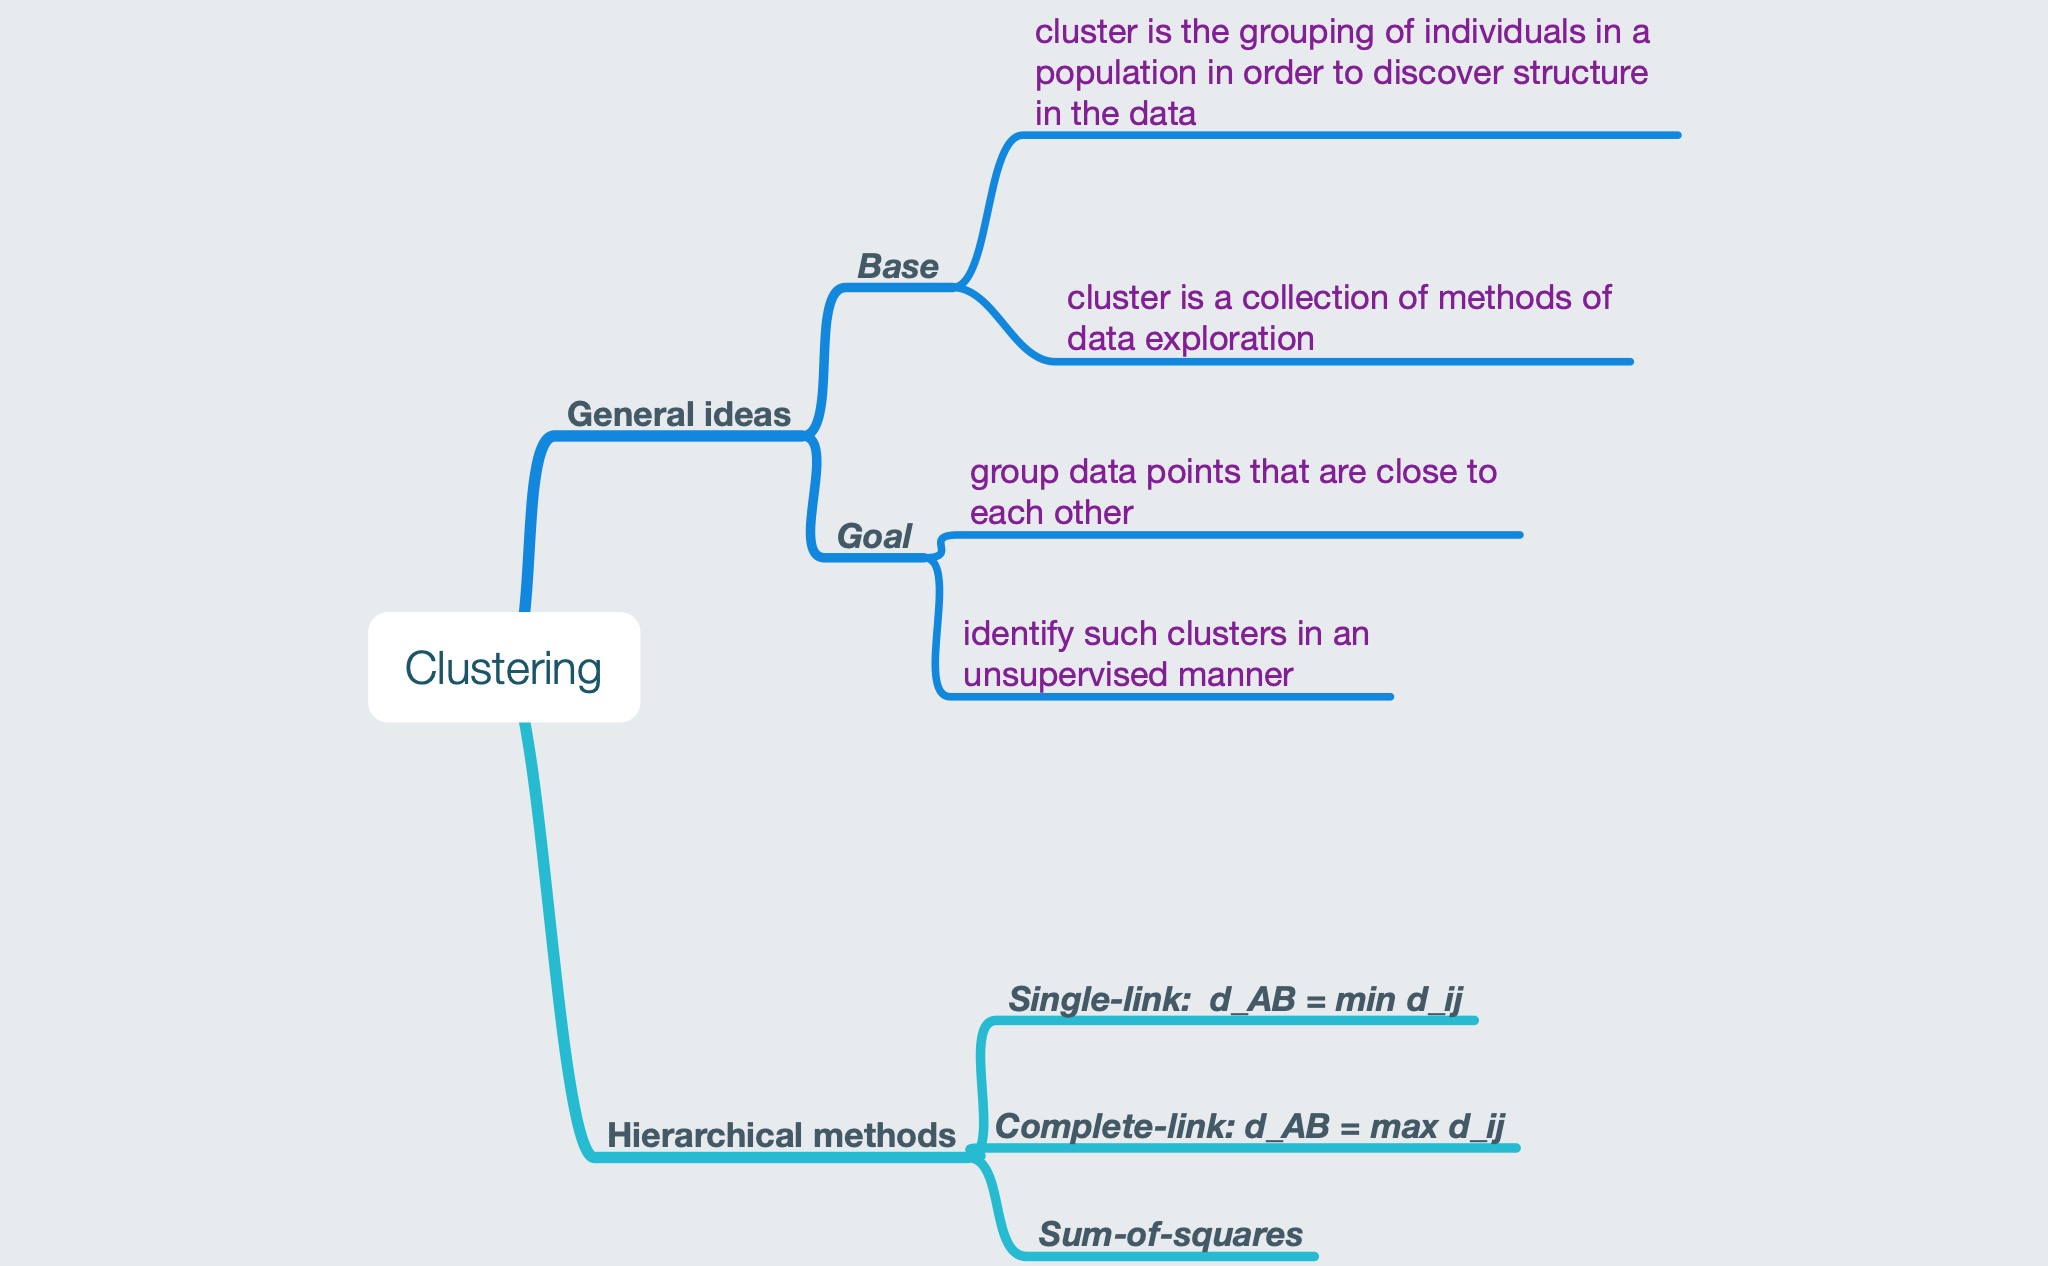 cluster is the grouping of individuals in a
population in order to discover structure
in the data
Base
cluster is a collection of methods of
data exploration
General ideas
group data points that are close to
each other
Goal
identify such clusters in an
unsupervised manner
Clustering
Single-link:  d_AB = min d_ij
Complete-link: d_AB = max d_ij
Hierarchical methods
Sum-of-squares